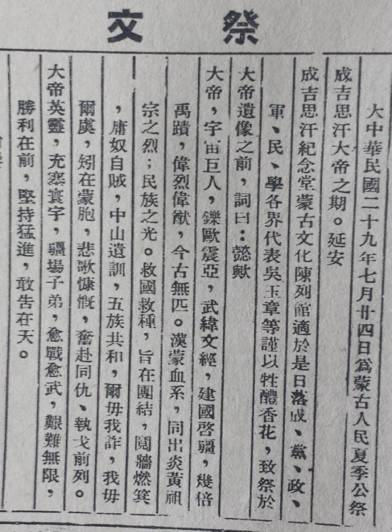 祭文
大中華民國二十九年七月廿四日爲蒙古人民夏季公祭
成吉思汗大帝之期。延安
成吉思汗紀念堂蒙古文化陳列館適於是日落成、黨、政、
軍、民、學各界代表吳玉章等謹以牲醴香花，致祭於
大帝遺像之前，詞曰：懿歟
大帝，宇宙巨人，鑠歐震亞，武緯文經，建國啓疆，幾倍
禹蹟，偉烈偉猷，今古無匹。漢蒙血系，同出炎黃祖
宗之烈；民族之光。救國救種，旨在團結，鬩牆燃箕
，庸奴自賊，中山遺訓，五族共和，爾毋我詐，我毋
爾虞，矧在蒙胞，悲歌慷慨，奮赴同仇、執戈前列。
大帝英靈，充塞寰宇，疆場子弟，愈戰愈武，艱難無限，
勝利在前，堅持猛進，敢告在天。